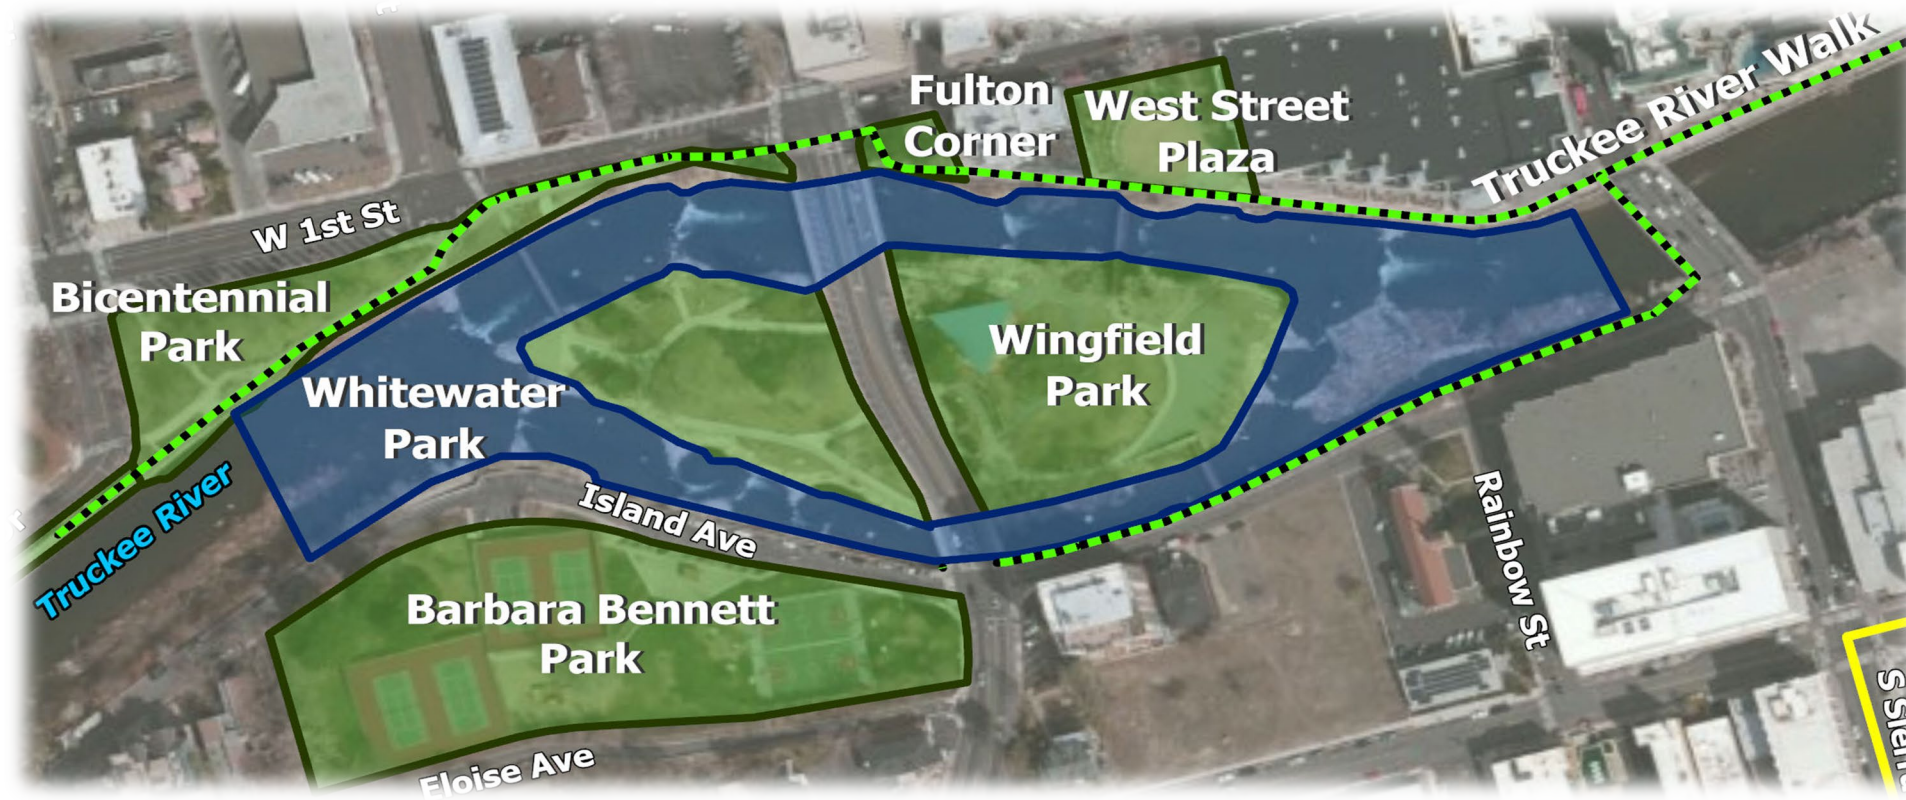 Fulton
Corner
West Street
Plaza
Truckee River Walk
W 1st St
Bicentennial
Park
Wingfield
Park
Whitewater
Park
Truckee River
Island Ave
Rainbow St
Barbara Bennett
Park
Eloise Ave